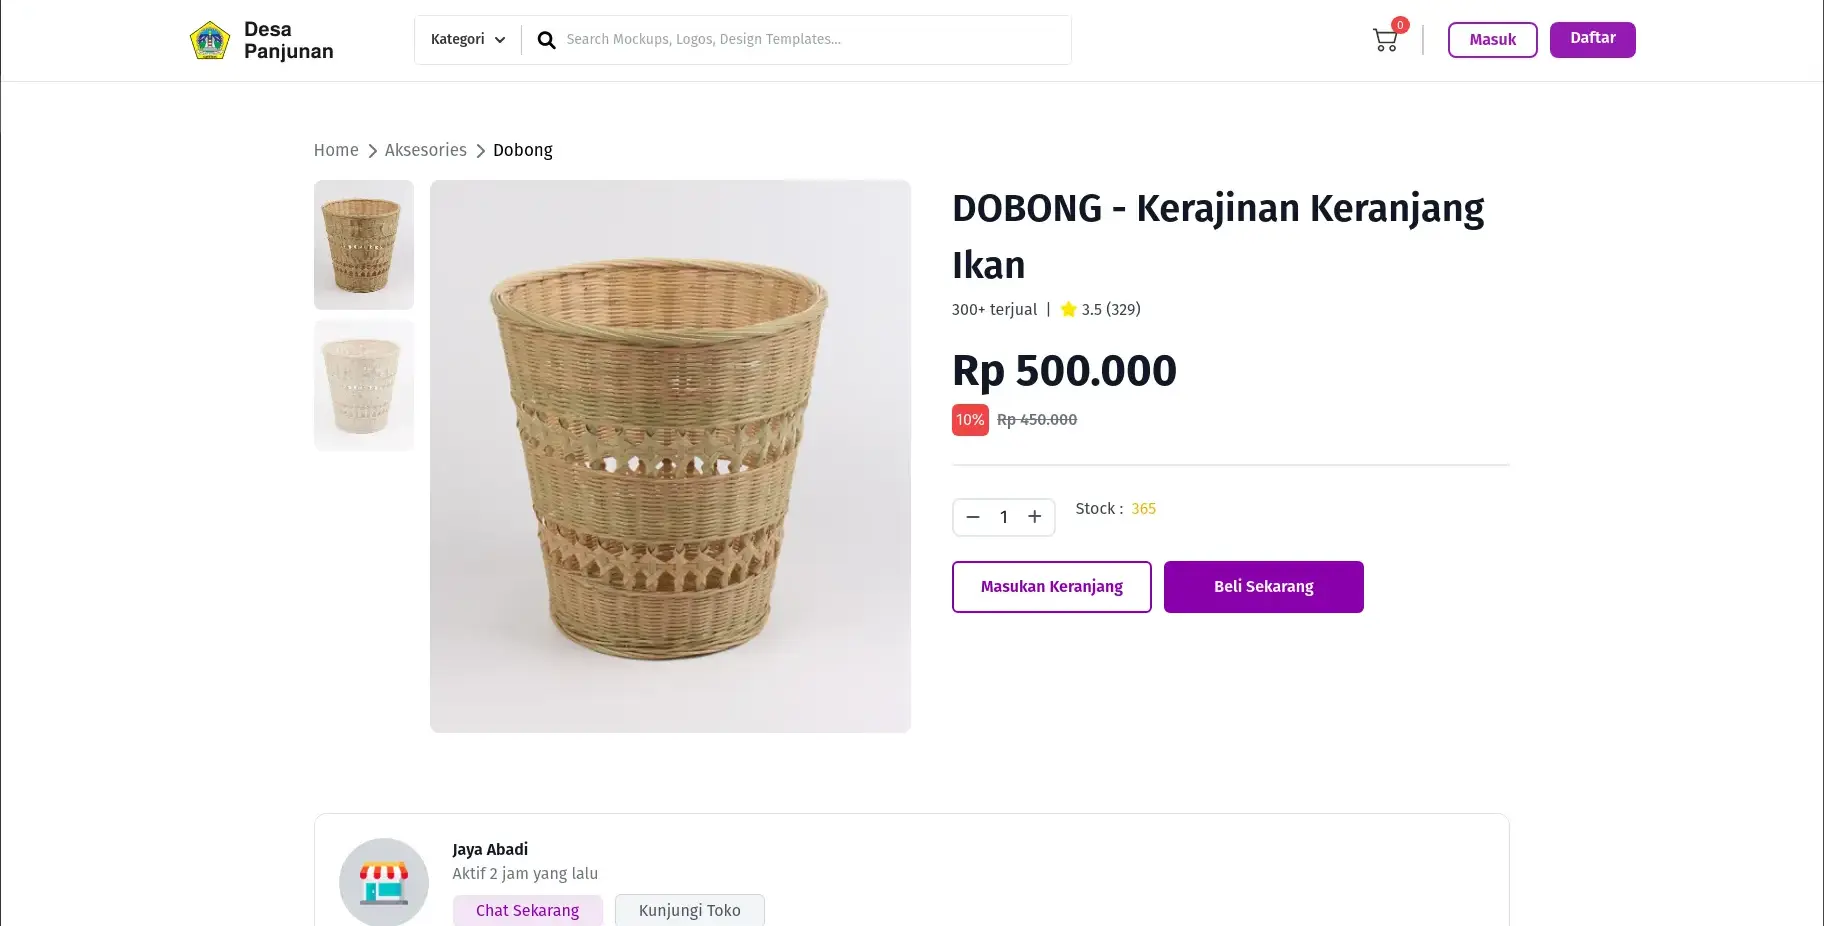 Desa
Panjunan
Kategori
Search Mockups, Logos, Design Templates...
0
Masuk
Daftar
Home > Aksesories > Dobong
DOBONG - Kerajinan Keranjang
Ikan
300+ terjual | 3.5 (329)
Rp 500.000
10% Rp 450.000
1
Stock : 365
Masukan Keranjang
Beli Sekarang
Jaya Abadi
Aktif 2 jam yang lalu
Chat Sekarang
Kunjungi Toko